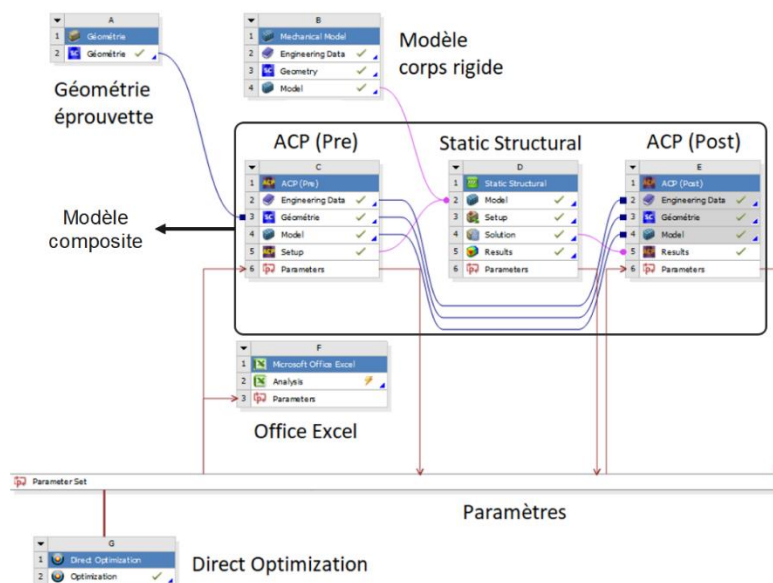 A
1 Géométrie
2 Géométrie
Géométrie
éprouvette
B
1 Mechanical Model
2 Engineering Data
3 Geometry
4 Model
Modèle
corps rigide
ACP (Pre)
C
1 ACP (Pre)
2 Engineering Data
3 Géométrie
4 Model
5 Setup
6 Parameters
Static Structural
D
1 Static Structural
2 Model
3 Setup
4 Solution
5 Results
6 Parameters
ACP (Post)
E
1 ACP (Post)
2 Engineering Data
3 Géométrie
4 Model
5 Results
6 Parameters
Modèle
composite
F
1 Microsoft Office Excel
2 Analysis
3 Parameters
Office Excel
Parameter Set
Paramètres
G
1 Direct Optimization
2 Optimization
Direct Optimization